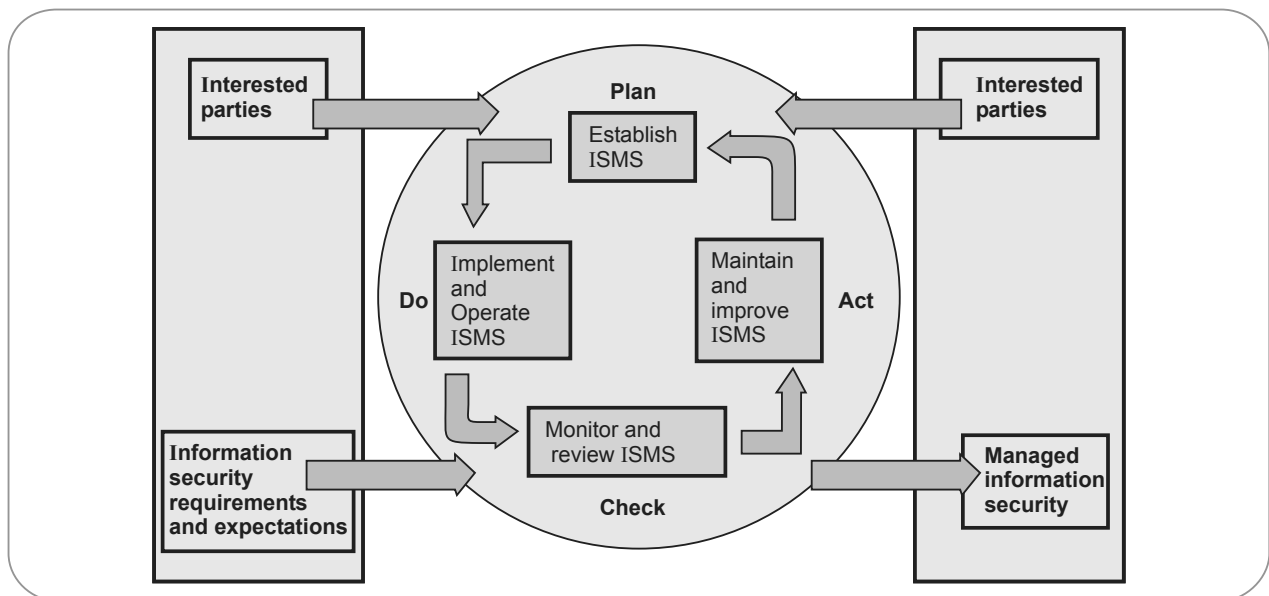 Interested
parties
Information
security
requirements
and expectations
Plan
Establish
ISMS
Do
Implement
and
Operate
ISMS
Monitor and
review ISMS
Check
Maintain
and
improve
ISMS
Act
Interested
parties
Managed
information
security